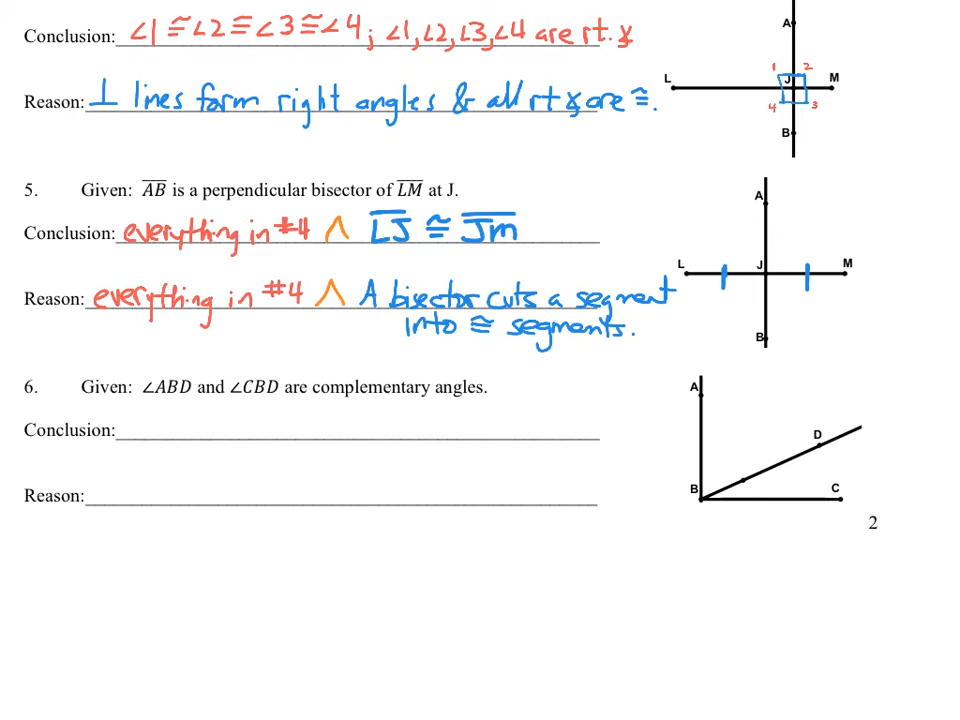 Conclusion: ∠1 ≅ ∠2 ≅ ∠3 ≅ ∠4 ; ∠1, ∠2, ∠3, ∠4 are rt. ∡
A
1 2
L J M
4 3
Reason: ⊥ lines form right angles & all rt ∡ are ≅.
B
5. Given: AB is a perpendicular bisector of LM at J.
A
Conclusion: everything in #4 ∧ LJ ≅ JM
L J M
Reason: everything in #4 ∧ A bisector cuts a segment
into ≅ segments.
B
6. Given: ∠ABD and ∠CBD are complementary angles.
A
Conclusion:
D
Reason:
B C
2